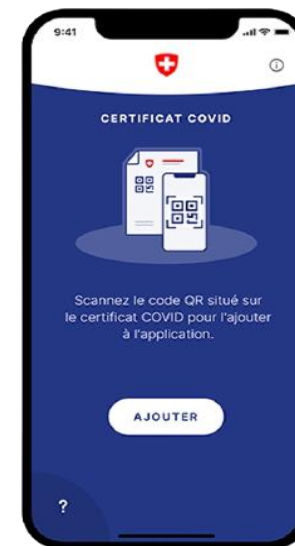 9:41
CERTIFICAT COVID
Scannez le code QR situé sur
le certificat COVID pour l'ajouter
à l'application.
AJOUTER
?